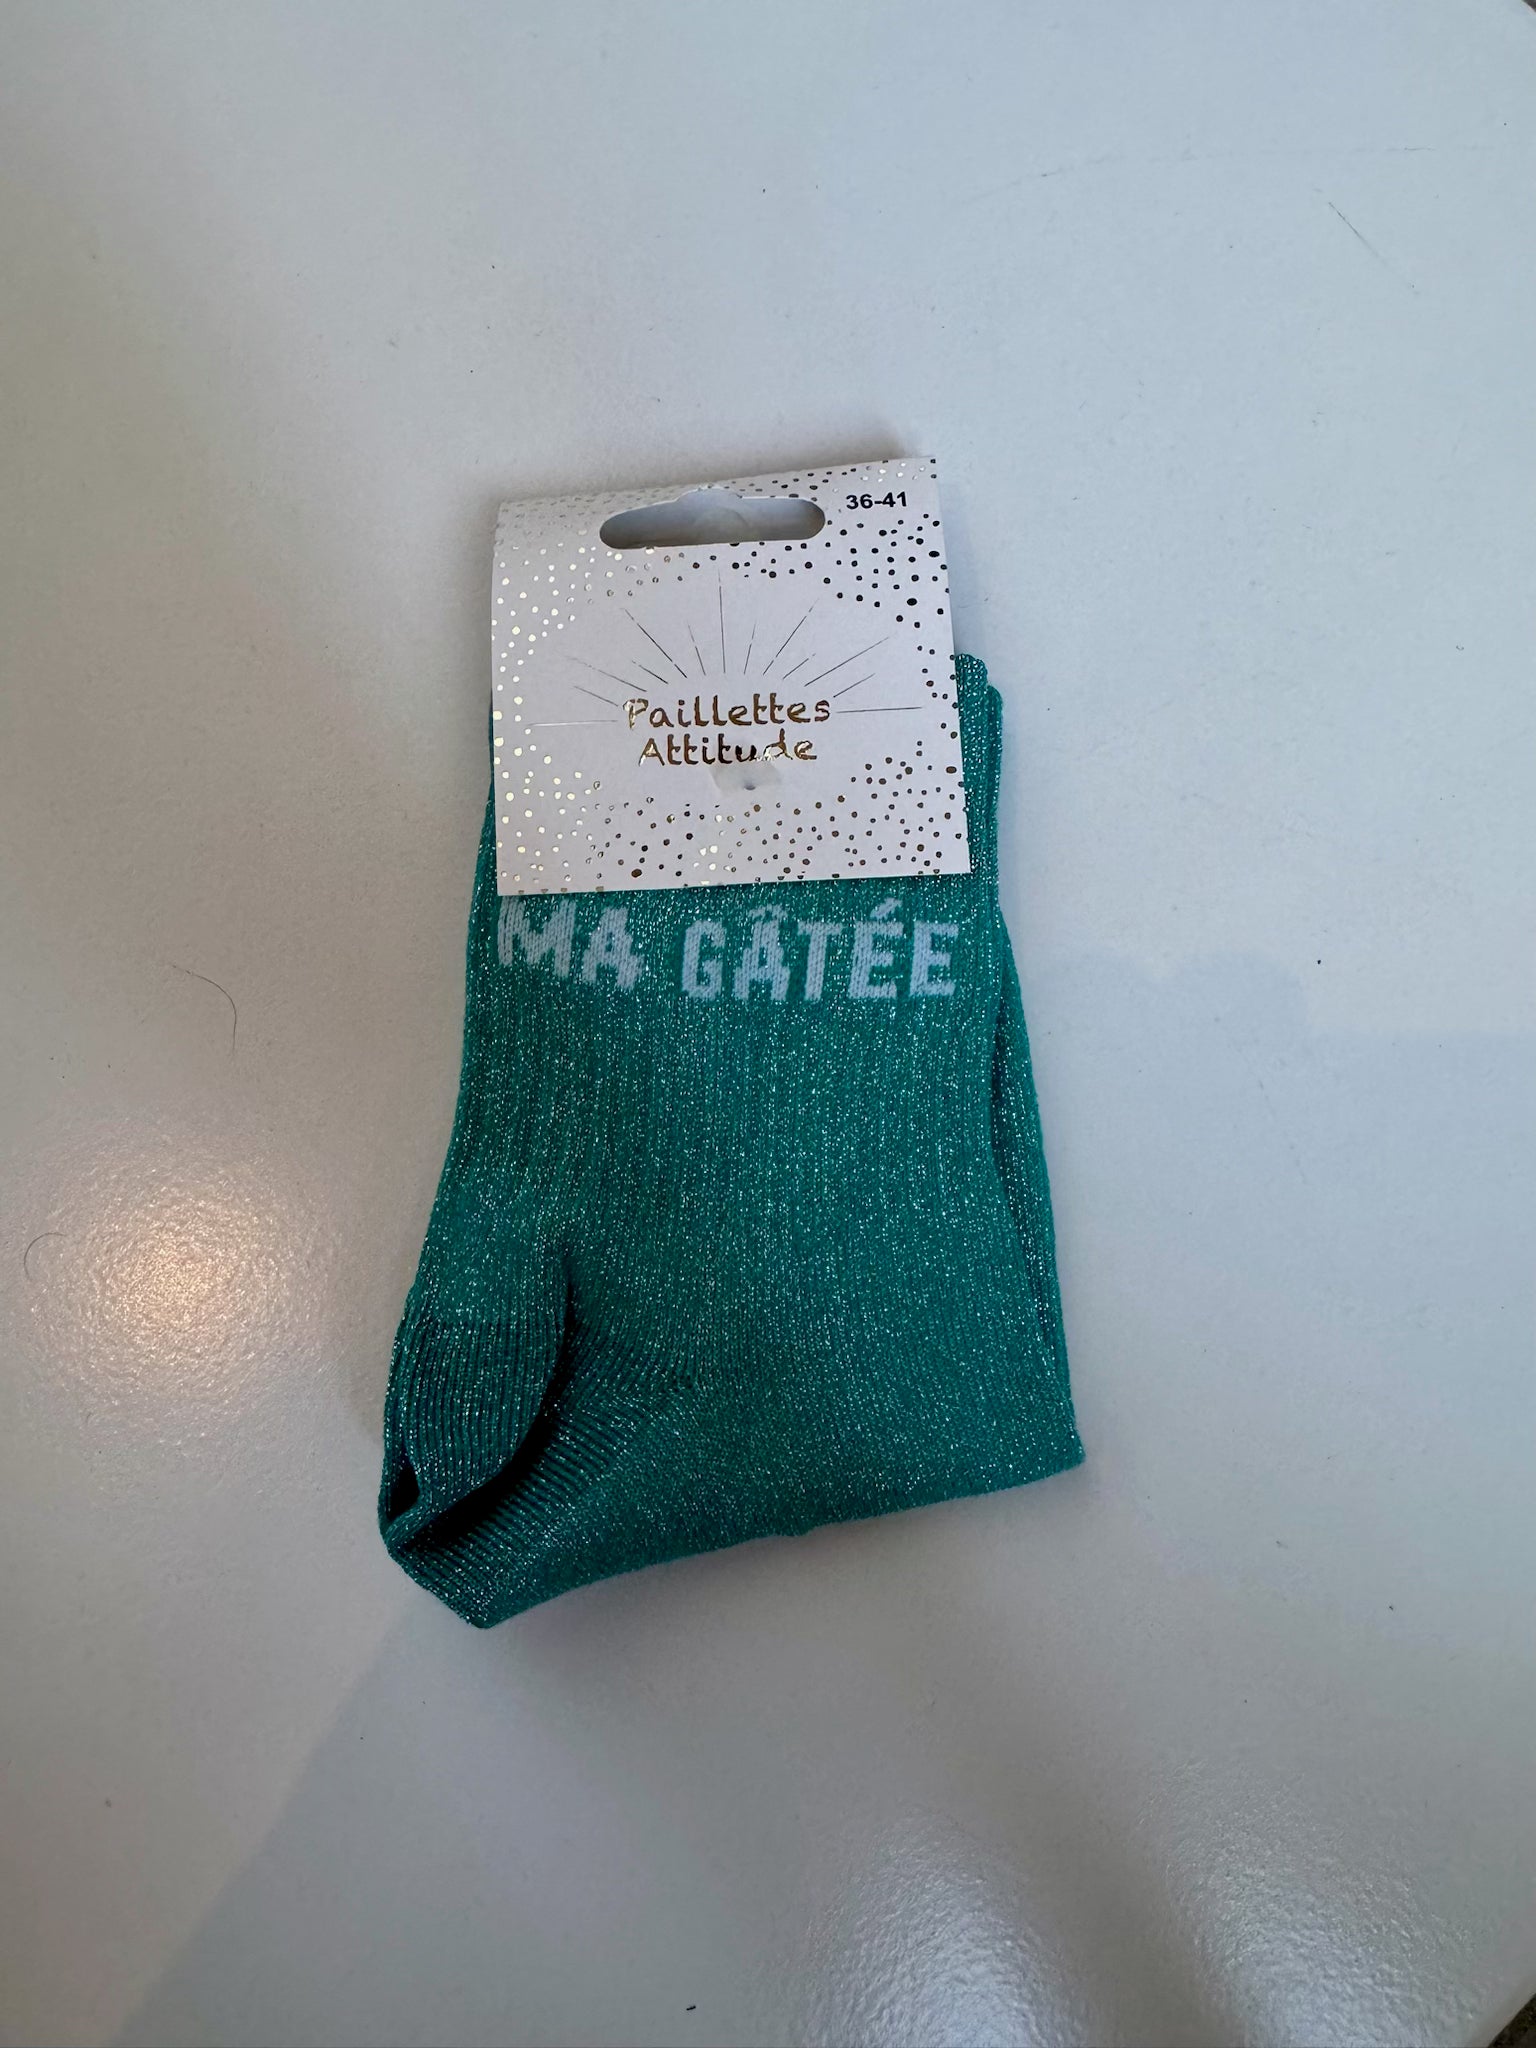 36-41
Paillettes
Attitude
MA GÂTÉE